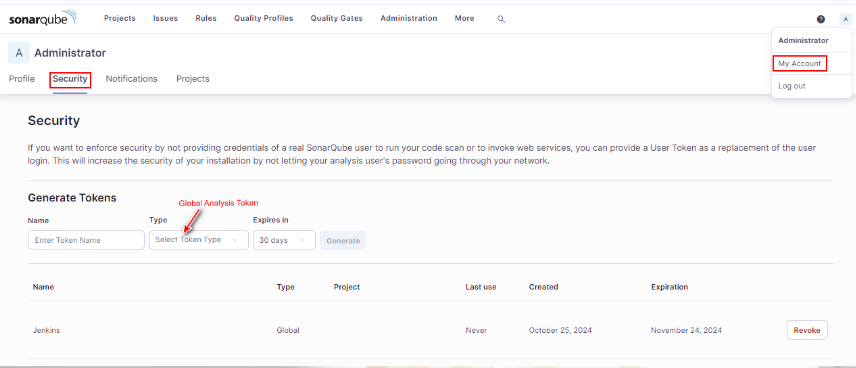 sonarqube Projects Issues Rules Quality Profiles Quality Gates Administration More ? A
A Administrator
Administrator
My Account
Log out
Profile Security Notifications Projects
Security
If you want to enforce security by not providing credentials of a real SonarQube user to run your code scan or to invoke web services, you can provide a User Token as a replacement of the user
login. This will increase the security of your installation by not letting your analysis user's password going through your network.
Generate Tokens
Global Analysis Token
Name Type Expires in
Enter Token Name Select Token Type 30 days Generate
Name Type Project Last use Created Expiration
Jenkins Global Never October 25, 2024 November 24, 2024 Revoke